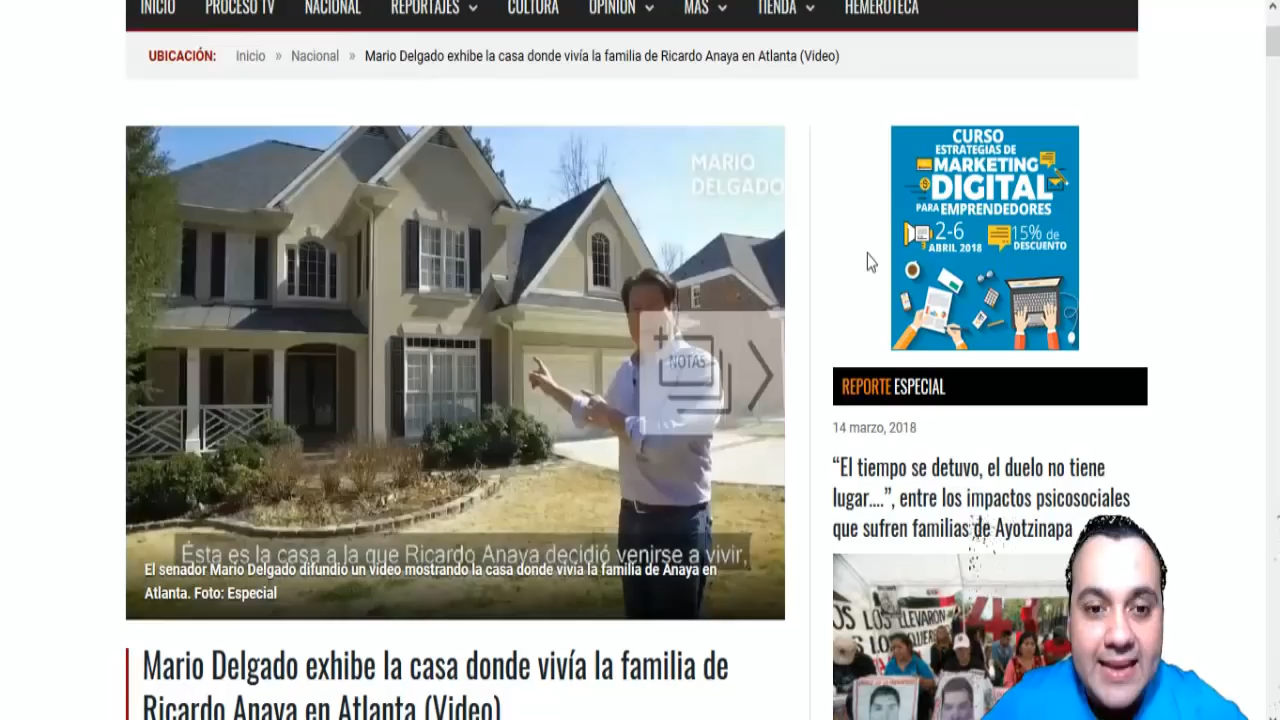 INICIO PROCESO TV NACIONAL REPORTAJES CULTURA OPINIÓN MÁS TIENDA HEMEROTECA
UBICACIÓN: Inicio » Nacional » Mario Delgado exhibe la casa donde vivía la familia de Ricardo Anaya en Atlanta (Video)
MARIO
DELGADO
NOTAS
Ésta es la casa a la que Ricardo Anaya decidió venirse a vivir,
El senador Mario Delgado difundió un video mostrando la casa donde vivía la familia de Anaya en
Atlanta. Foto: Especial
Mario Delgado exhibe la casa donde vivía la familia de
Ricardo Anaya en Atlanta (Video)
CURSO
ESTRATEGIAS DE
MARKETING
DIGITAL
PARA EMPRENDEDORES
2-6
ABRIL 2018
15% de
DESCUENTO
REPORTE ESPECIAL
14 marzo, 2018
“El tiempo se detuvo, el duelo no tiene
lugar....”, entre los impactos psicosociales
que sufren familias de Ayotzinapa
OS LOS LLEVARON